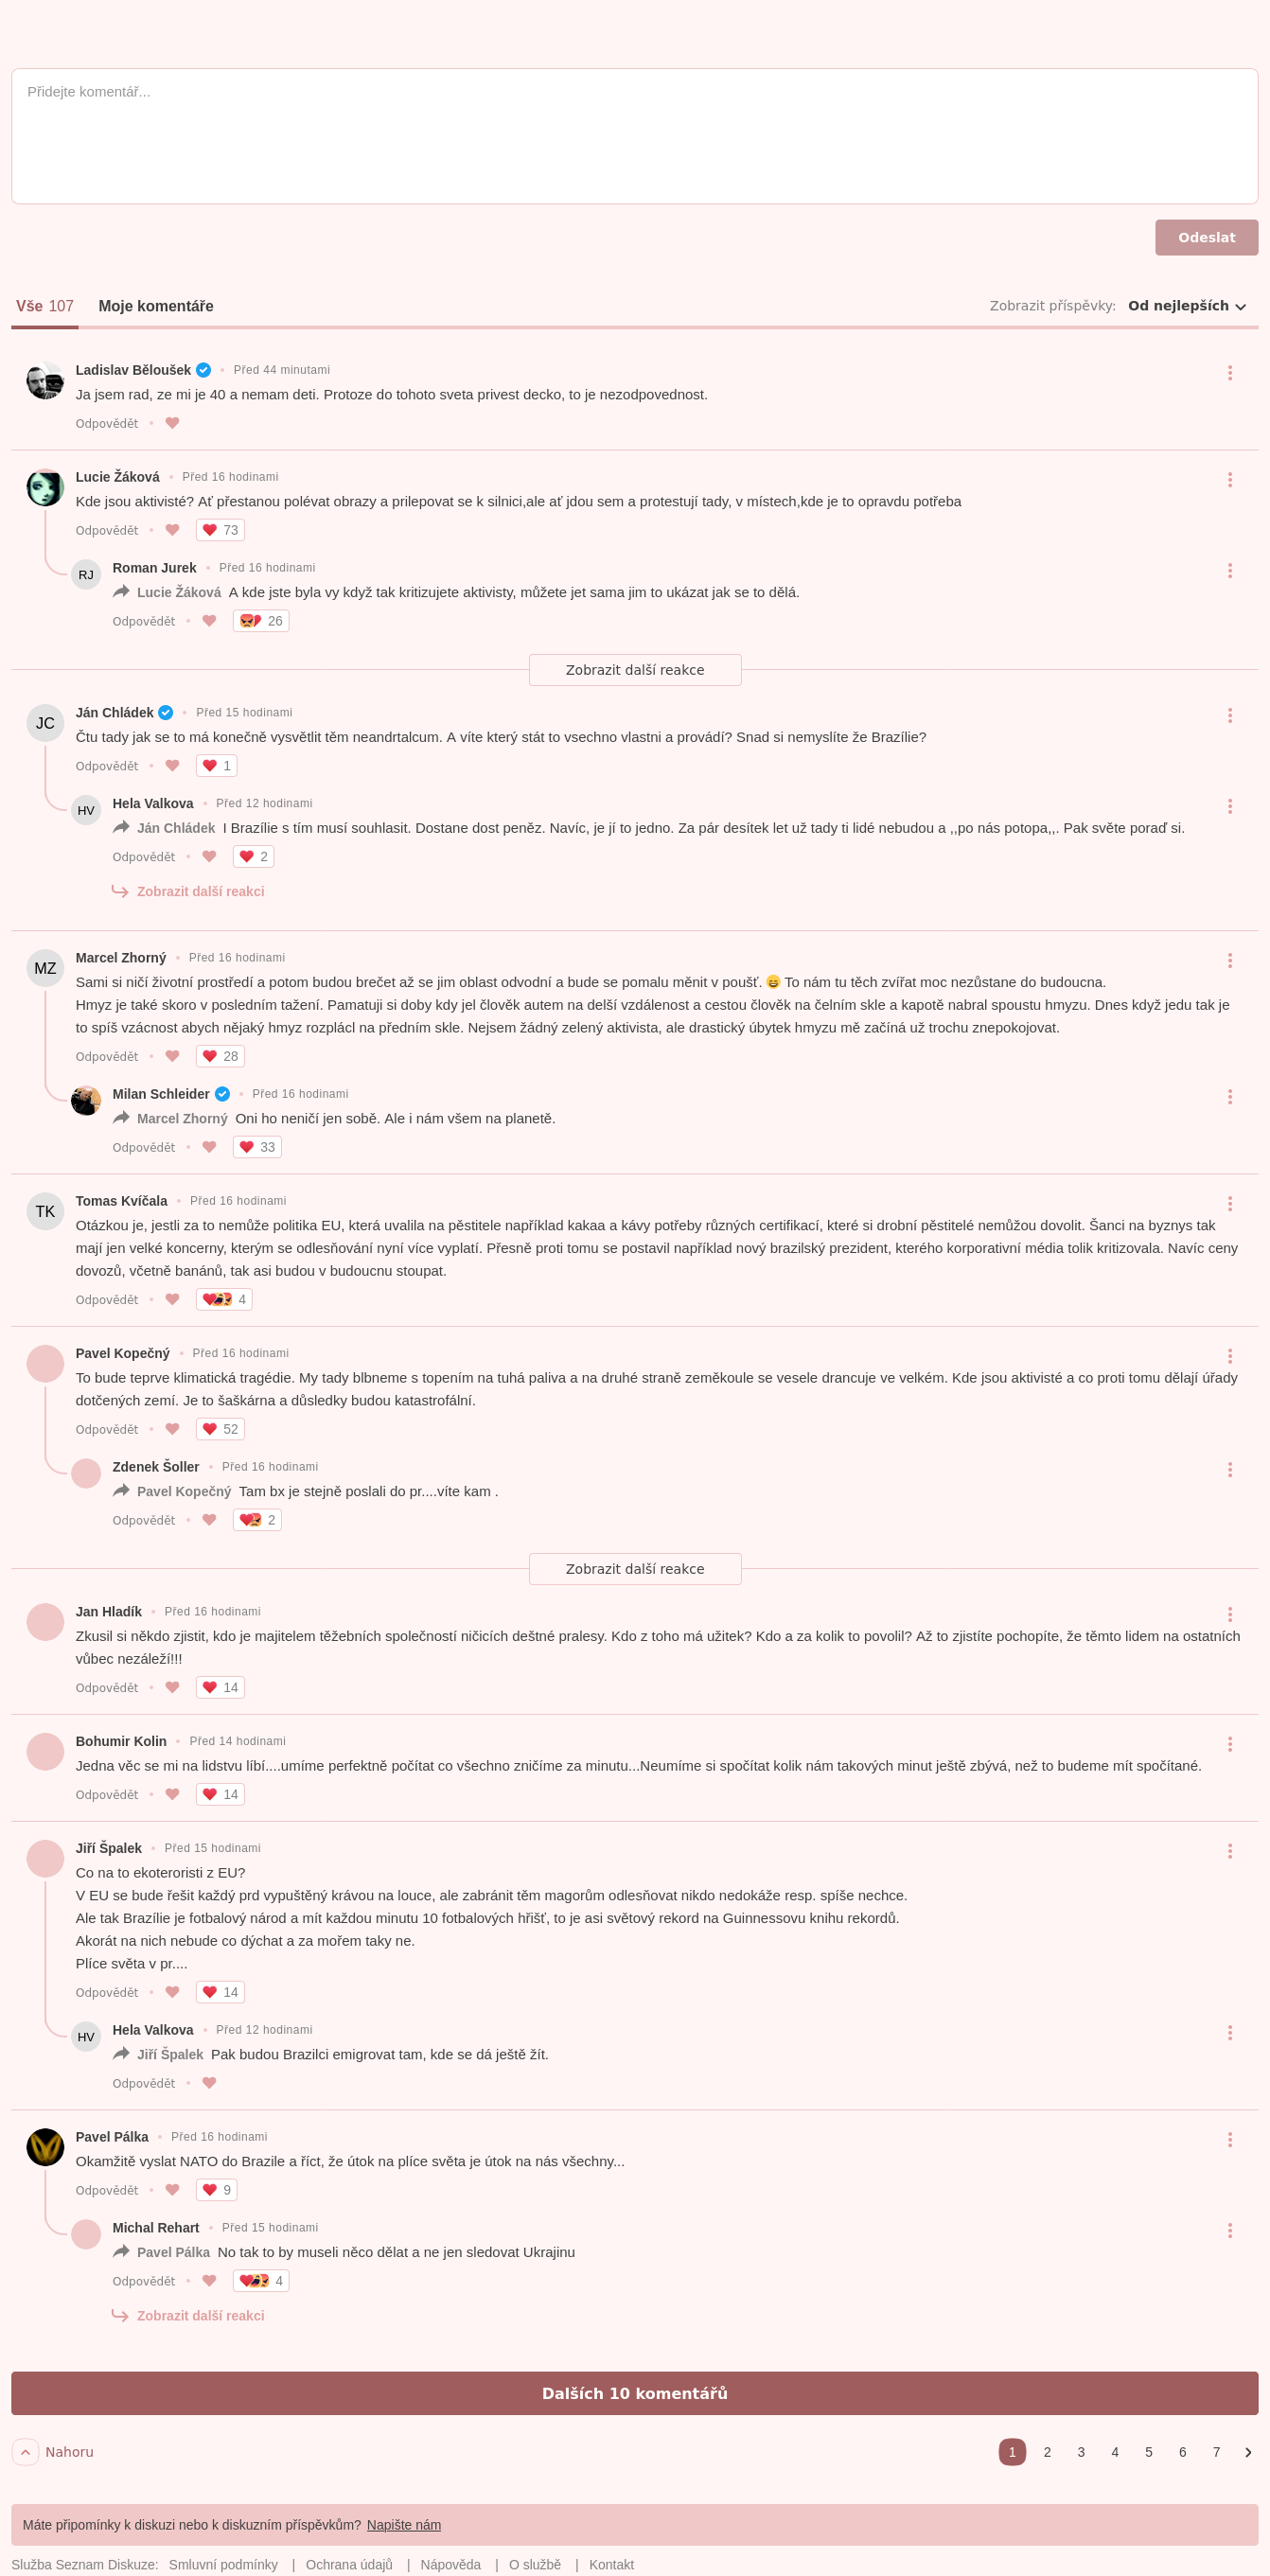 Přidejte komentář...
Odeslat
Vše 107 Moje komentáře Zobrazit příspěvky: Od nejlepších
Ladislav Běloušek • Před 44 minutami
Ja jsem rad, ze mi je 40 a nemam deti. Protoze do tohoto sveta privest decko, to je nezodpovednost.
Odpovědět •
Lucie Žáková • Před 16 hodinami
Kde jsou aktivisté? Ať přestanou polévat obrazy a prilepovat se k silnici,ale ať jdou sem a protestují tady, v místech,kde je to opravdu potřeba
Odpovědět • 73
RJ Roman Jurek • Před 16 hodinami
Lucie Žáková A kde jste byla vy když tak kritizujete aktivisty, můžete jet sama jim to ukázat jak se to dělá.
Odpovědět • 26
Zobrazit další reakce
JC Ján Chládek • Před 15 hodinami
Čtu tady jak se to má konečně vysvětlit těm neandrtalcum. A víte který stát to vsechno vlastni a provádí? Snad si nemyslíte že Brazílie?
Odpovědět • 1
HV Hela Valkova • Před 12 hodinami
Ján Chládek I Brazílie s tím musí souhlasit. Dostane dost peněz. Navíc, je jí to jedno. Za pár desítek let už tady ti lidé nebudou a ,,po nás potopa,,. Pak světe poraď si.
Odpovědět • 2
Zobrazit další reakci
MZ Marcel Zhorný • Před 16 hodinami
Sami si ničí životní prostředí a potom budou brečet až se jim oblast odvodní a bude se pomalu měnit v poušť. 😄 To nám tu těch zvířat moc nezůstane do budoucna.
Hmyz je také skoro v posledním tažení. Pamatuji si doby kdy jel člověk autem na delší vzdálenost a cestou člověk na čelním skle a kapotě nabral spoustu hmyzu. Dnes když jedu tak je
to spíš vzácnost abych nějaký hmyz rozplácl na předním skle. Nejsem žádný zelený aktivista, ale drastický úbytek hmyzu mě začíná už trochu znepokojovat.
Odpovědět • 28
Milan Schleider • Před 16 hodinami
Marcel Zhorný Oni ho neničí jen sobě. Ale i nám všem na planetě.
Odpovědět • 33
TK Tomas Kvíčala • Před 16 hodinami
Otázkou je, jestli za to nemůže politika EU, která uvalila na pěstitele například kakaa a kávy potřeby různých certifikací, které si drobní pěstitelé nemůžou dovolit. Šanci na byznys tak
mají jen velké koncerny, kterým se odlesňování nyní více vyplatí. Přesně proti tomu se postavil například nový brazilský prezident, kterého korporativní média tolik kritizovala. Navíc ceny
dovozů, včetně banánů, tak asi budou v budoucnu stoupat.
Odpovědět • 4
Pavel Kopečný • Před 16 hodinami
To bude teprve klimatická tragédie. My tady blbneme s topením na tuhá paliva a na druhé straně zeměkoule se vesele drancuje ve velkém. Kde jsou aktivisté a co proti tomu dělají úřady
dotčených zemí. Je to šaškárna a důsledky budou katastrofální.
Odpovědět • 52
Zdenek Šoller • Před 16 hodinami
Pavel Kopečný Tam bx je stejně poslali do pr....víte kam .
Odpovědět • 2
Zobrazit další reakce
Jan Hladík • Před 16 hodinami
Zkusil si někdo zjistit, kdo je majitelem těžebních společností ničicích deštné pralesy. Kdo z toho má užitek? Kdo a za kolik to povolil? Až to zjistíte pochopíte, že těmto lidem na ostatních
vůbec nezáleží!!!
Odpovědět • 14
Bohumir Kolin • Před 14 hodinami
Jedna věc se mi na lidstvu líbí....umíme perfektně počítat co všechno zničíme za minutu...Neumíme si spočítat kolik nám takových minut ještě zbývá, než to budeme mít spočítané.
Odpovědět • 14
Jiří Špalek • Před 15 hodinami
Co na to ekoteroristi z EU?
V EU se bude řešit každý prd vypuštěný krávou na louce, ale zabránit těm magorům odlesňovat nikdo nedokáže resp. spíše nechce.
Ale tak Brazílie je fotbalový národ a mít každou minutu 10 fotbalových hřišť, to je asi světový rekord na Guinnessovu knihu rekordů.
Akorát na nich nebude co dýchat a za mořem taky ne.
Plíce světa v pr....
Odpovědět • 14
HV Hela Valkova • Před 12 hodinami
Jiří Špalek Pak budou Brazilci emigrovat tam, kde se dá ještě žít.
Odpovědět •
Pavel Pálka • Před 16 hodinami
Okamžitě vyslat NATO do Brazile a říct, že útok na plíce světa je útok na nás všechny...
Odpovědět • 9
Michal Rehart • Před 15 hodinami
Pavel Pálka No tak to by museli něco dělat a ne jen sledovat Ukrajinu
Odpovědět • 4
Zobrazit další reakci
Dalších 10 komentářů
Nahoru 1 2 3 4 5 6 7
Máte připomínky k diskuzi nebo k diskuzním příspěvkům? Napište nám
Služba Seznam Diskuze: Smluvní podmínky | Ochrana údajů | Nápověda | O službě | Kontakt